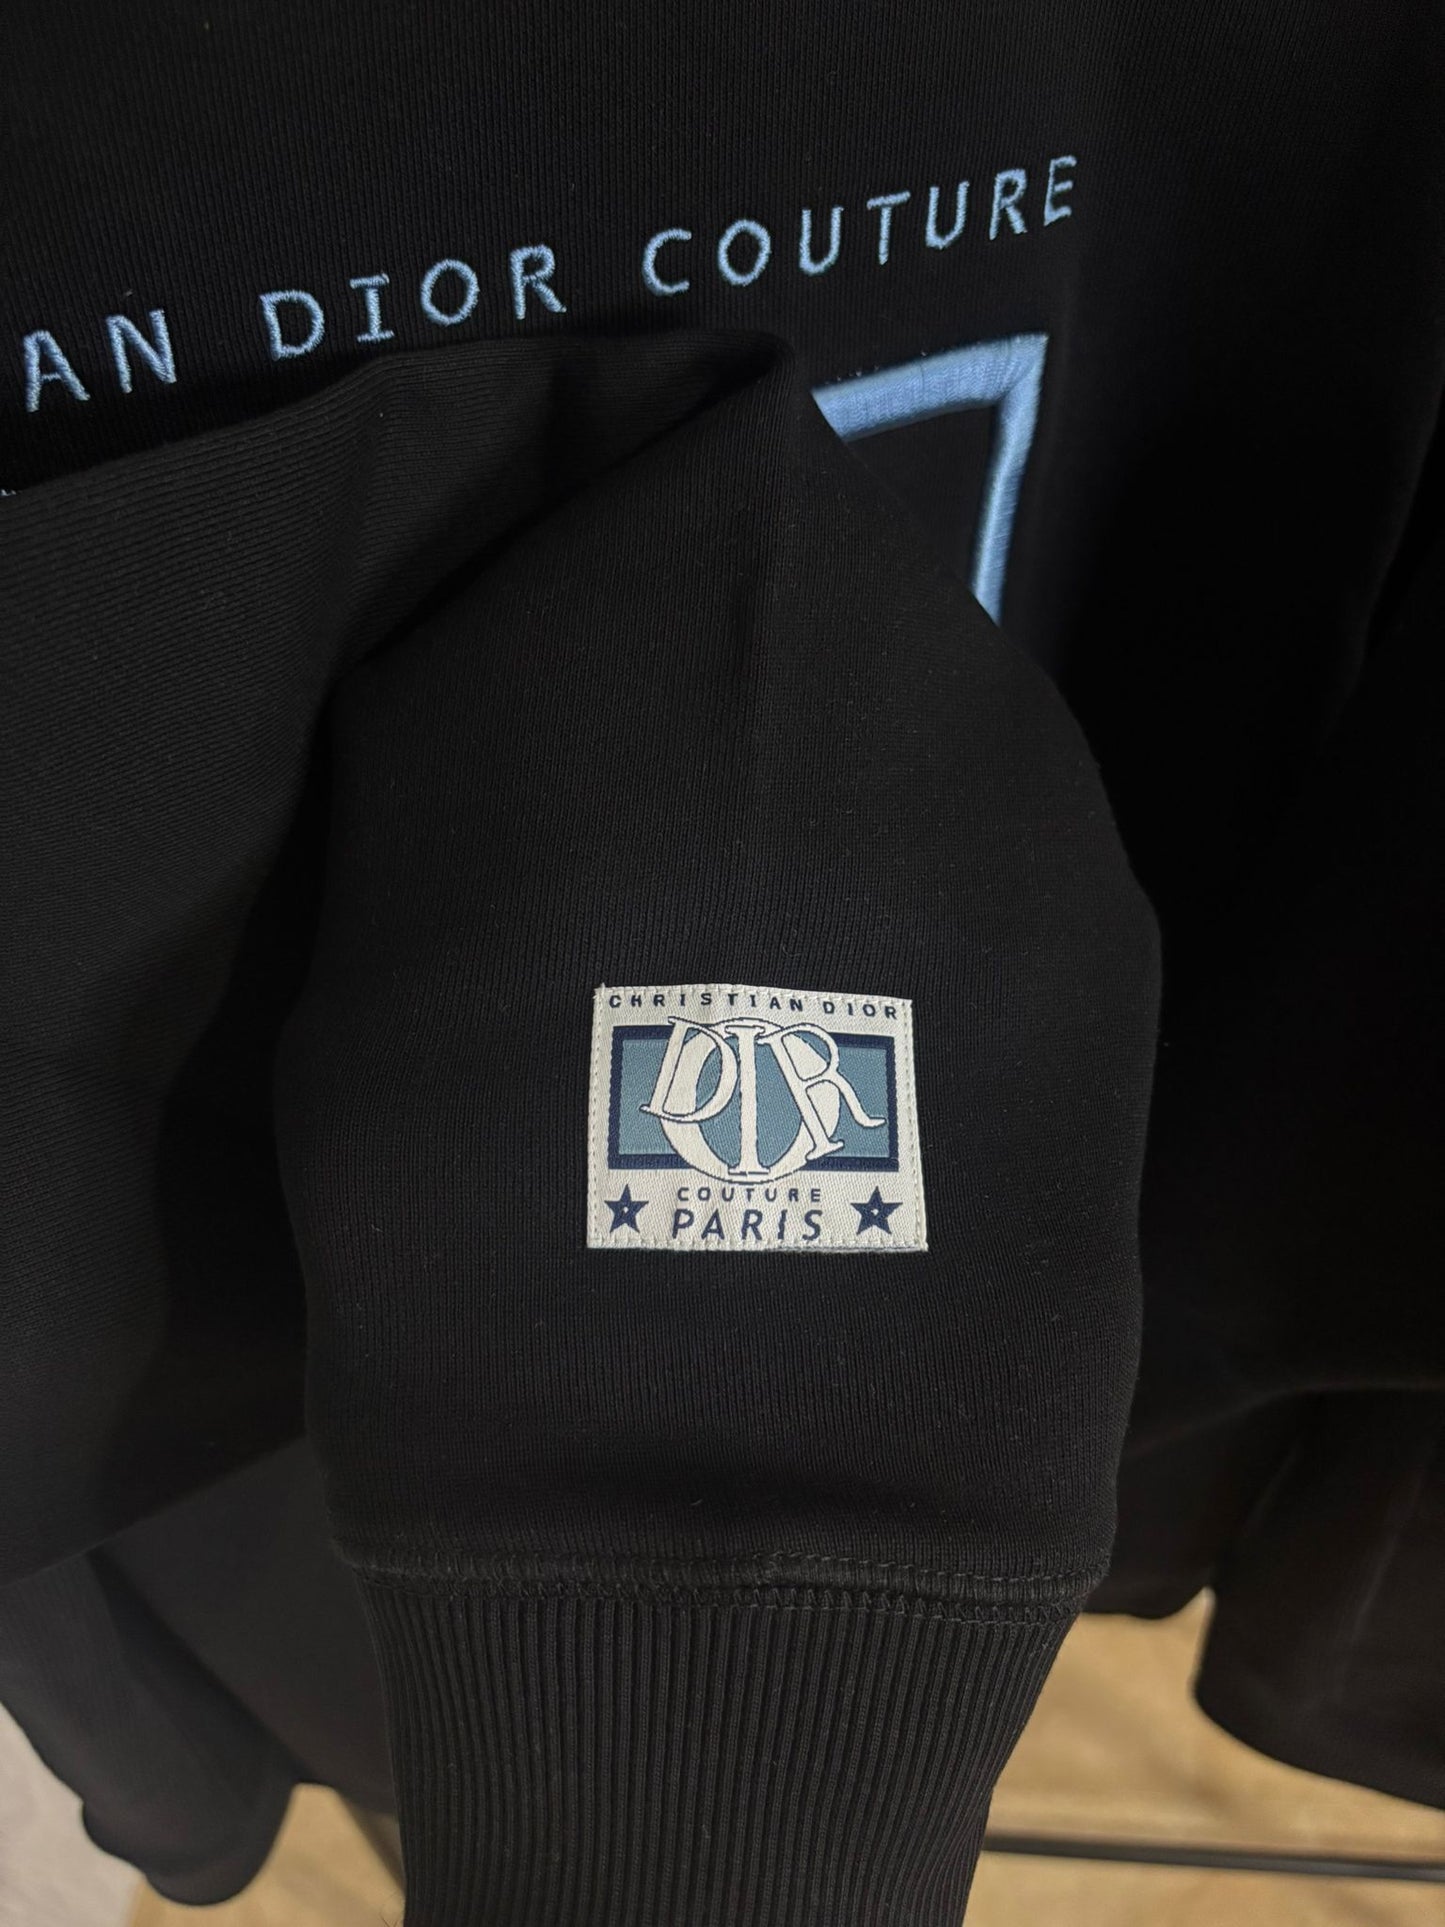 AN DIOR COUTURE
CHRISTIAN DIOR
DIOR
COUTURE
PARIS